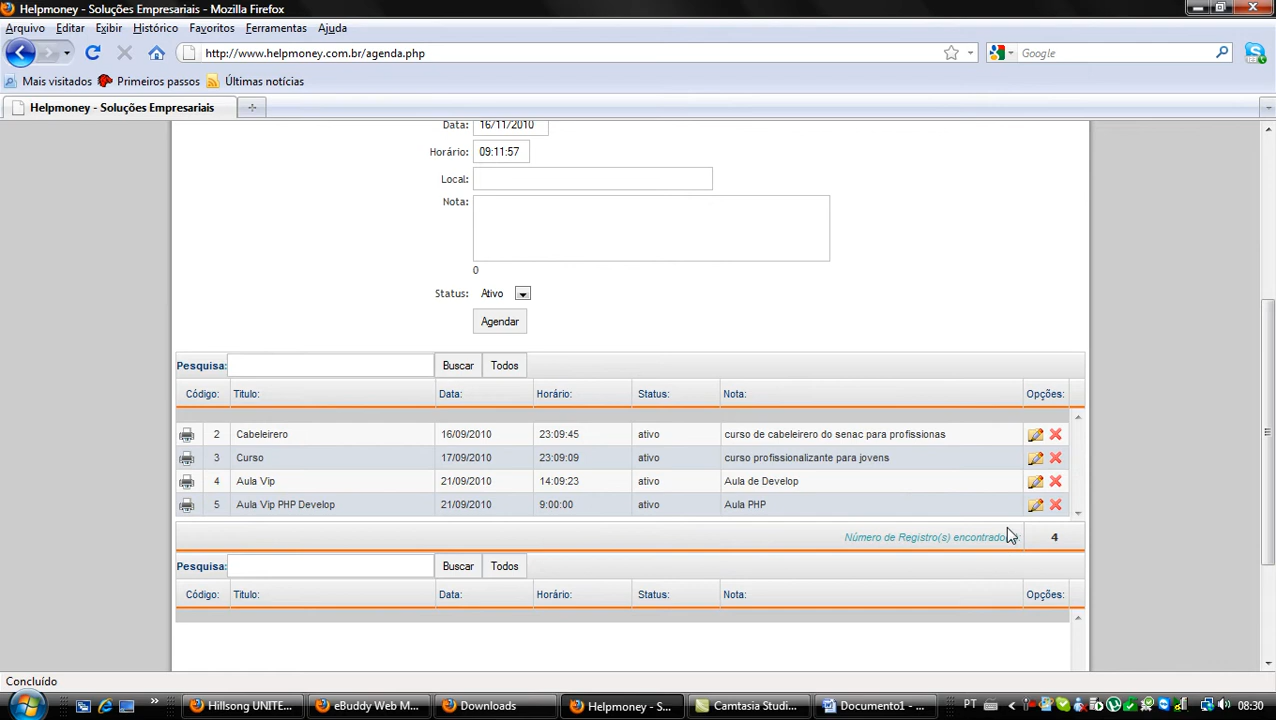 Helpmoney - Soluções Empresariais - Mozilla Firefox
Arquivo Editar Exibir Histórico Favoritos Ferramentas Ajuda
http://www.helpmoney.com.br/agenda.php Google
Mais visitados Primeiros passos Últimas notícias
Helpmoney - Soluções Empresariais
Data: 16/11/2010
Horário: 09:11:57
Local:
Nota:
0
Status: Ativo
Agendar
Pesquisa: Buscar Todos
Código: Titulo: Data: Horário: Status: Nota: Opções:
2 Cabeleirero 16/09/2010 23:09:45 ativo curso de cabeleirero do senac para profissionas
3 Curso 17/09/2010 23:09:09 ativo curso profissionalizante para jovens
4 Aula Vip 21/09/2010 14:09:23 ativo Aula de Develop
5 Aula Vip PHP Develop 21/09/2010 9:00:00 ativo Aula PHP
Número de Registro(s) encontrado 4
Pesquisa: Buscar Todos
Código: Titulo: Data: Horário: Status: Nota: Opções:
Concluído
Hillsong UNITE... eBuddy Web M... Downloads Helpmoney - S... Camtasia Studi... Documento1 - ... PT 08:30